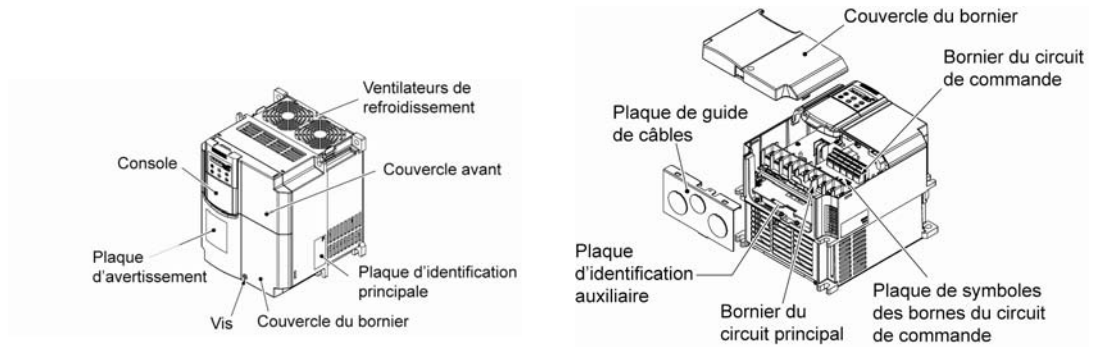 Ventilateurs de
refroidissement
Console
Couvercle avant
Plaque
d'avertissement
Plaque d'identification
principale
Vis
Couvercle du bornier
Couvercle du bornier
Bornier du circuit
de commande
Plaque de guide
de câbles
Plaque
d'identification
auxiliaire
Bornier du
circuit principal
Plaque de symboles
des bornes du circuit
de commande